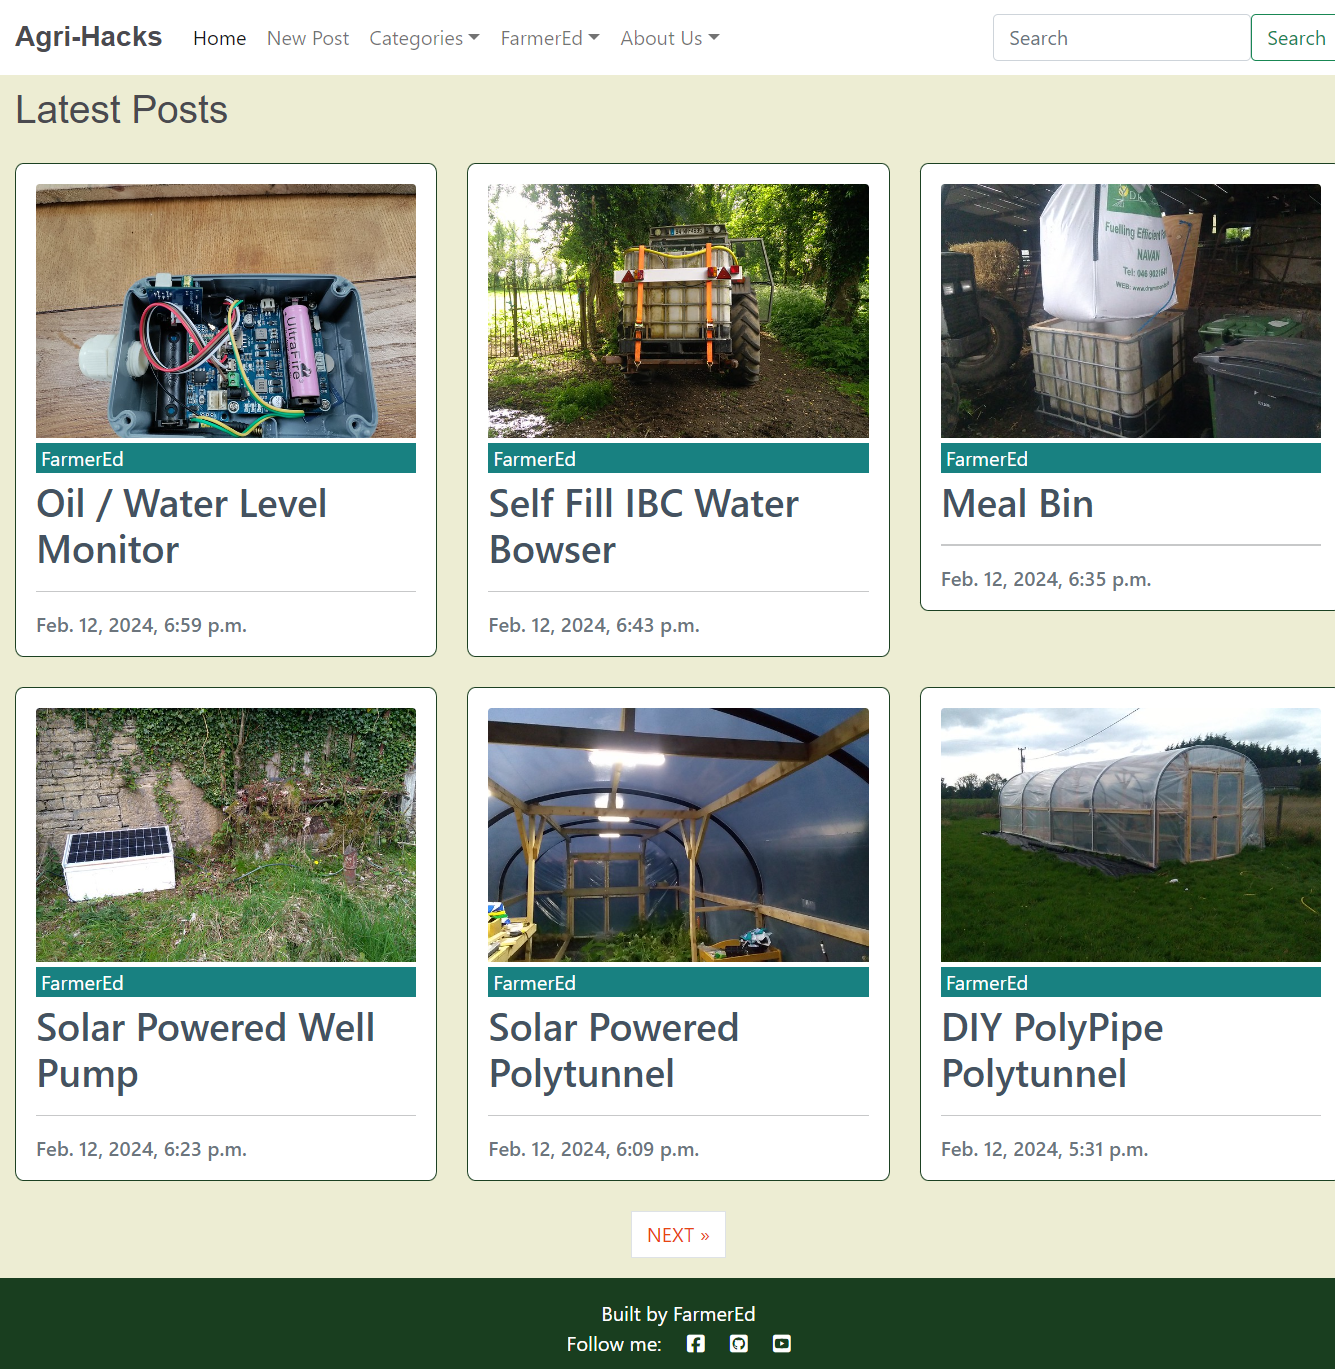 Agri-Hacks Home New Post Categories FarmerEd About Us Search Search
Latest Posts
UltraFire
Fuelling Efficient
NAVAN
Tel: 046 9021
WEB: www.
FarmerEd
Oil / Water Level
Monitor
Feb. 12, 2024, 6:59 p.m.
FarmerEd
Self Fill IBC Water
Bowser
Feb. 12, 2024, 6:43 p.m.
FarmerEd
Meal Bin
Feb. 12, 2024, 6:35 p.m.
FarmerEd
Solar Powered Well
Pump
Feb. 12, 2024, 6:23 p.m.
FarmerEd
Solar Powered
Polytunnel
Feb. 12, 2024, 6:09 p.m.
FarmerEd
DIY PolyPipe
Polytunnel
Feb. 12, 2024, 5:31 p.m.
NEXT »
Built by FarmerEd
Follow me: